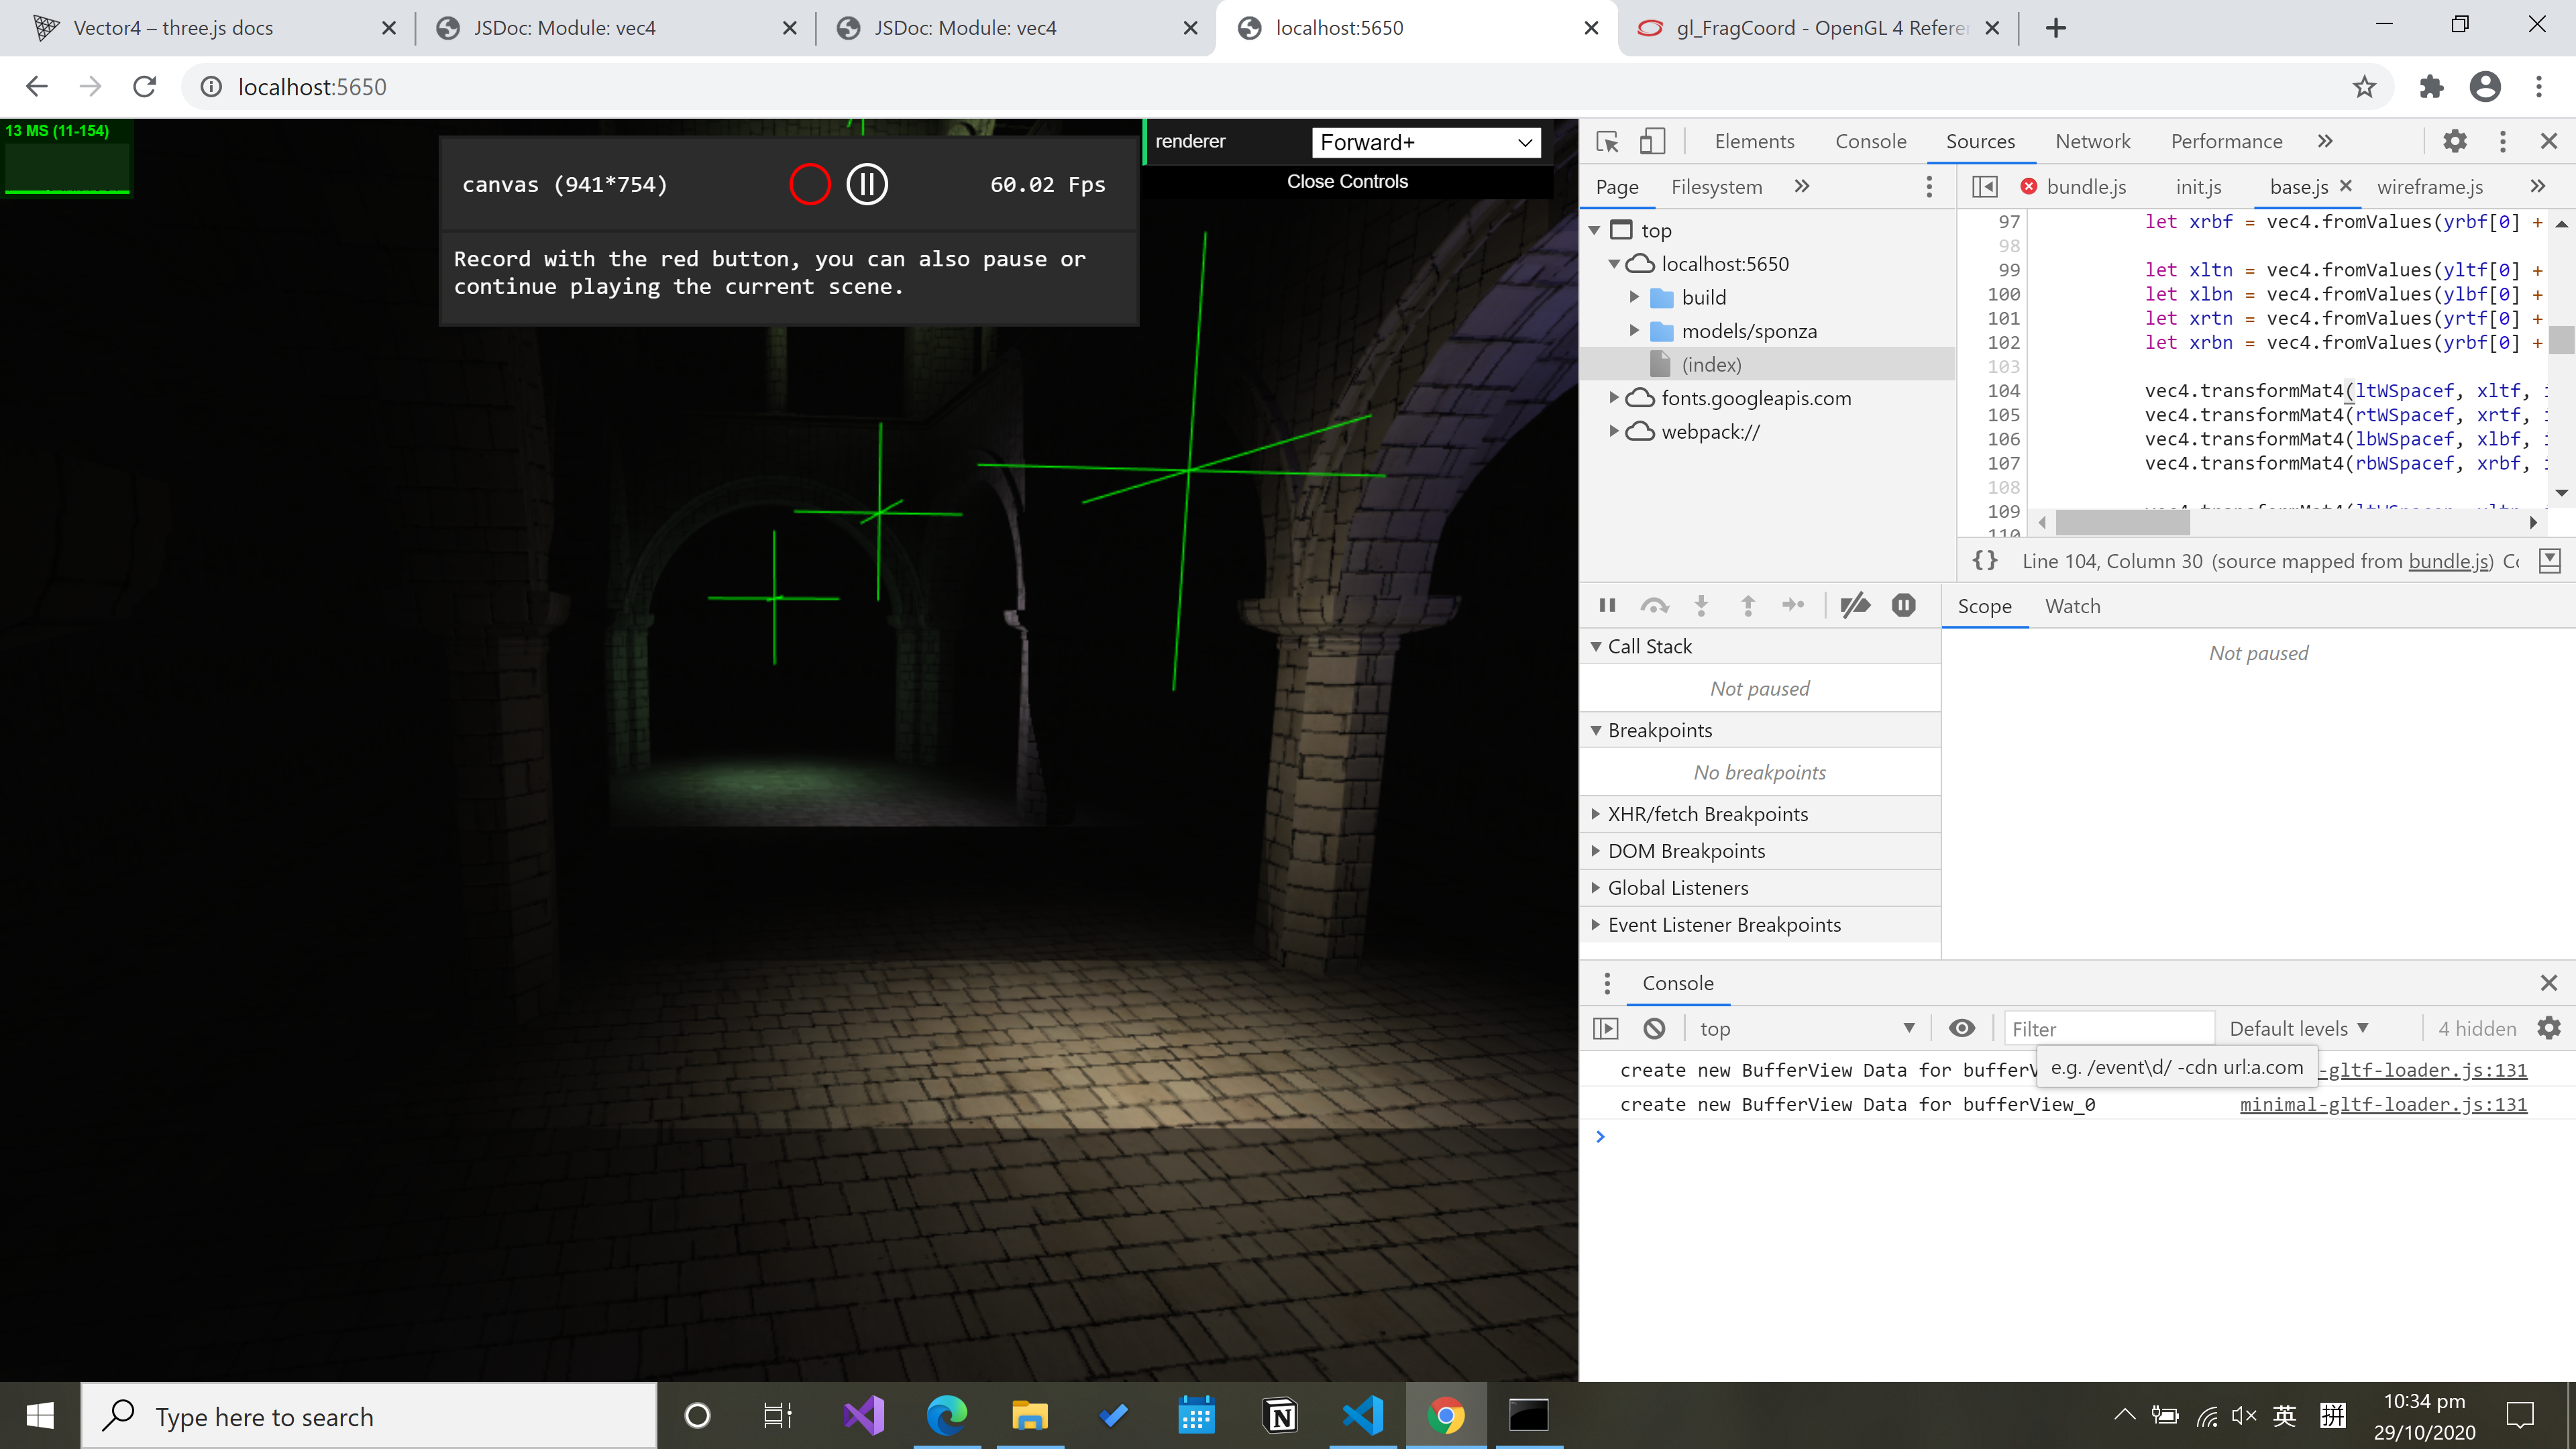 Vector4 – three.js docs
JSDoc: Module: vec4
JSDoc: Module: vec4
localhost:5650
gl_FragCoord - OpenGL 4 Refere
localhost:5650
13 MS (11-154)
canvas (941*754)
60.02 Fps
Record with the red button, you can also pause or
continue playing the current scene.
renderer
Forward+
Close Controls
Elements
Console
Sources
Network
Performance
Page
Filesystem
top
localhost:5650
build
models/sponza
(index)
fonts.googleapis.com
webpack://
bundle.js
init.js
base.js
wireframe.js
97 let xrbf = vec4.fromValues(yrbf[0] +
98
99 let xltn = vec4.fromValues(yltf[0] +
100 let xlbn = vec4.fromValues(ylbf[0] +
101 let xrtn = vec4.fromValues(yrtf[0] +
102 let xrbn = vec4.fromValues(yrbf[0] +
103
104 vec4.transformMat4(ltWSpacef, xltf,
105 vec4.transformMat4(rtWSpacef, xrtf,
106 vec4.transformMat4(lbWSpacef, xlbf,
107 vec4.transformMat4(rbWSpacef, xrbf,
108
109
110
{} Line 104, Column 30 (source mapped from bundle.js)
Scope
Watch
Not paused
Call Stack
Not paused
Breakpoints
No breakpoints
XHR/fetch Breakpoints
DOM Breakpoints
Global Listeners
Event Listener Breakpoints
Console
top
Filter
Default levels
4 hidden
e.g. /event\d/ -cdn url:a.com
create new BufferView Data for bufferV
-gltf-loader.js:131
create new BufferView Data for bufferView_0
minimal-gltf-loader.js:131
Type here to search
英
拼
10:34 pm
29/10/2020